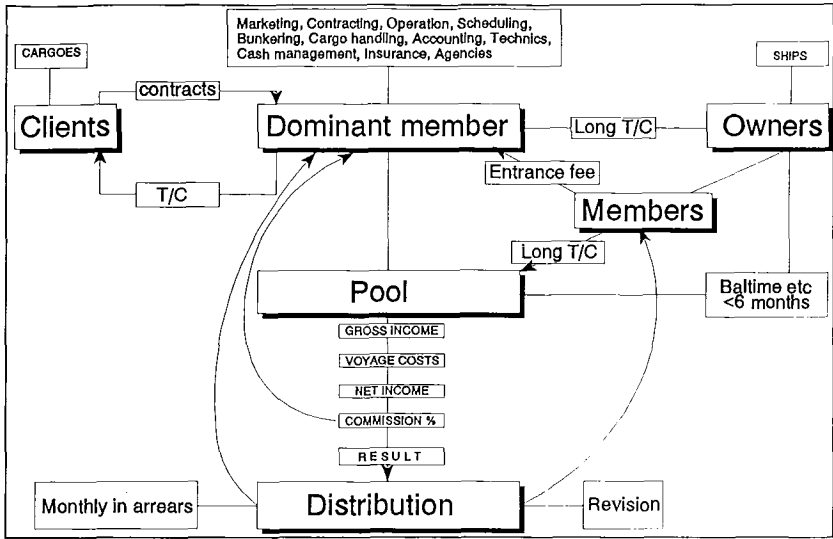 Marketing, Contracting, Operation, Scheduling,
Bunkering, Cargo handling, Accounting, Technics,
Cash management, Insurance, Agencies
CARGOES
SHIPS
contracts
Clients
Dominant member
Long T/C
Owners
Entrance fee
T/C
Members
Long T/C
Pool
Baltime etc
<6 months
GROSS INCOME
VOYAGE COSTS
NET INCOME
COMMISSION %
RESULT
Monthly in arrears
Distribution
Revision